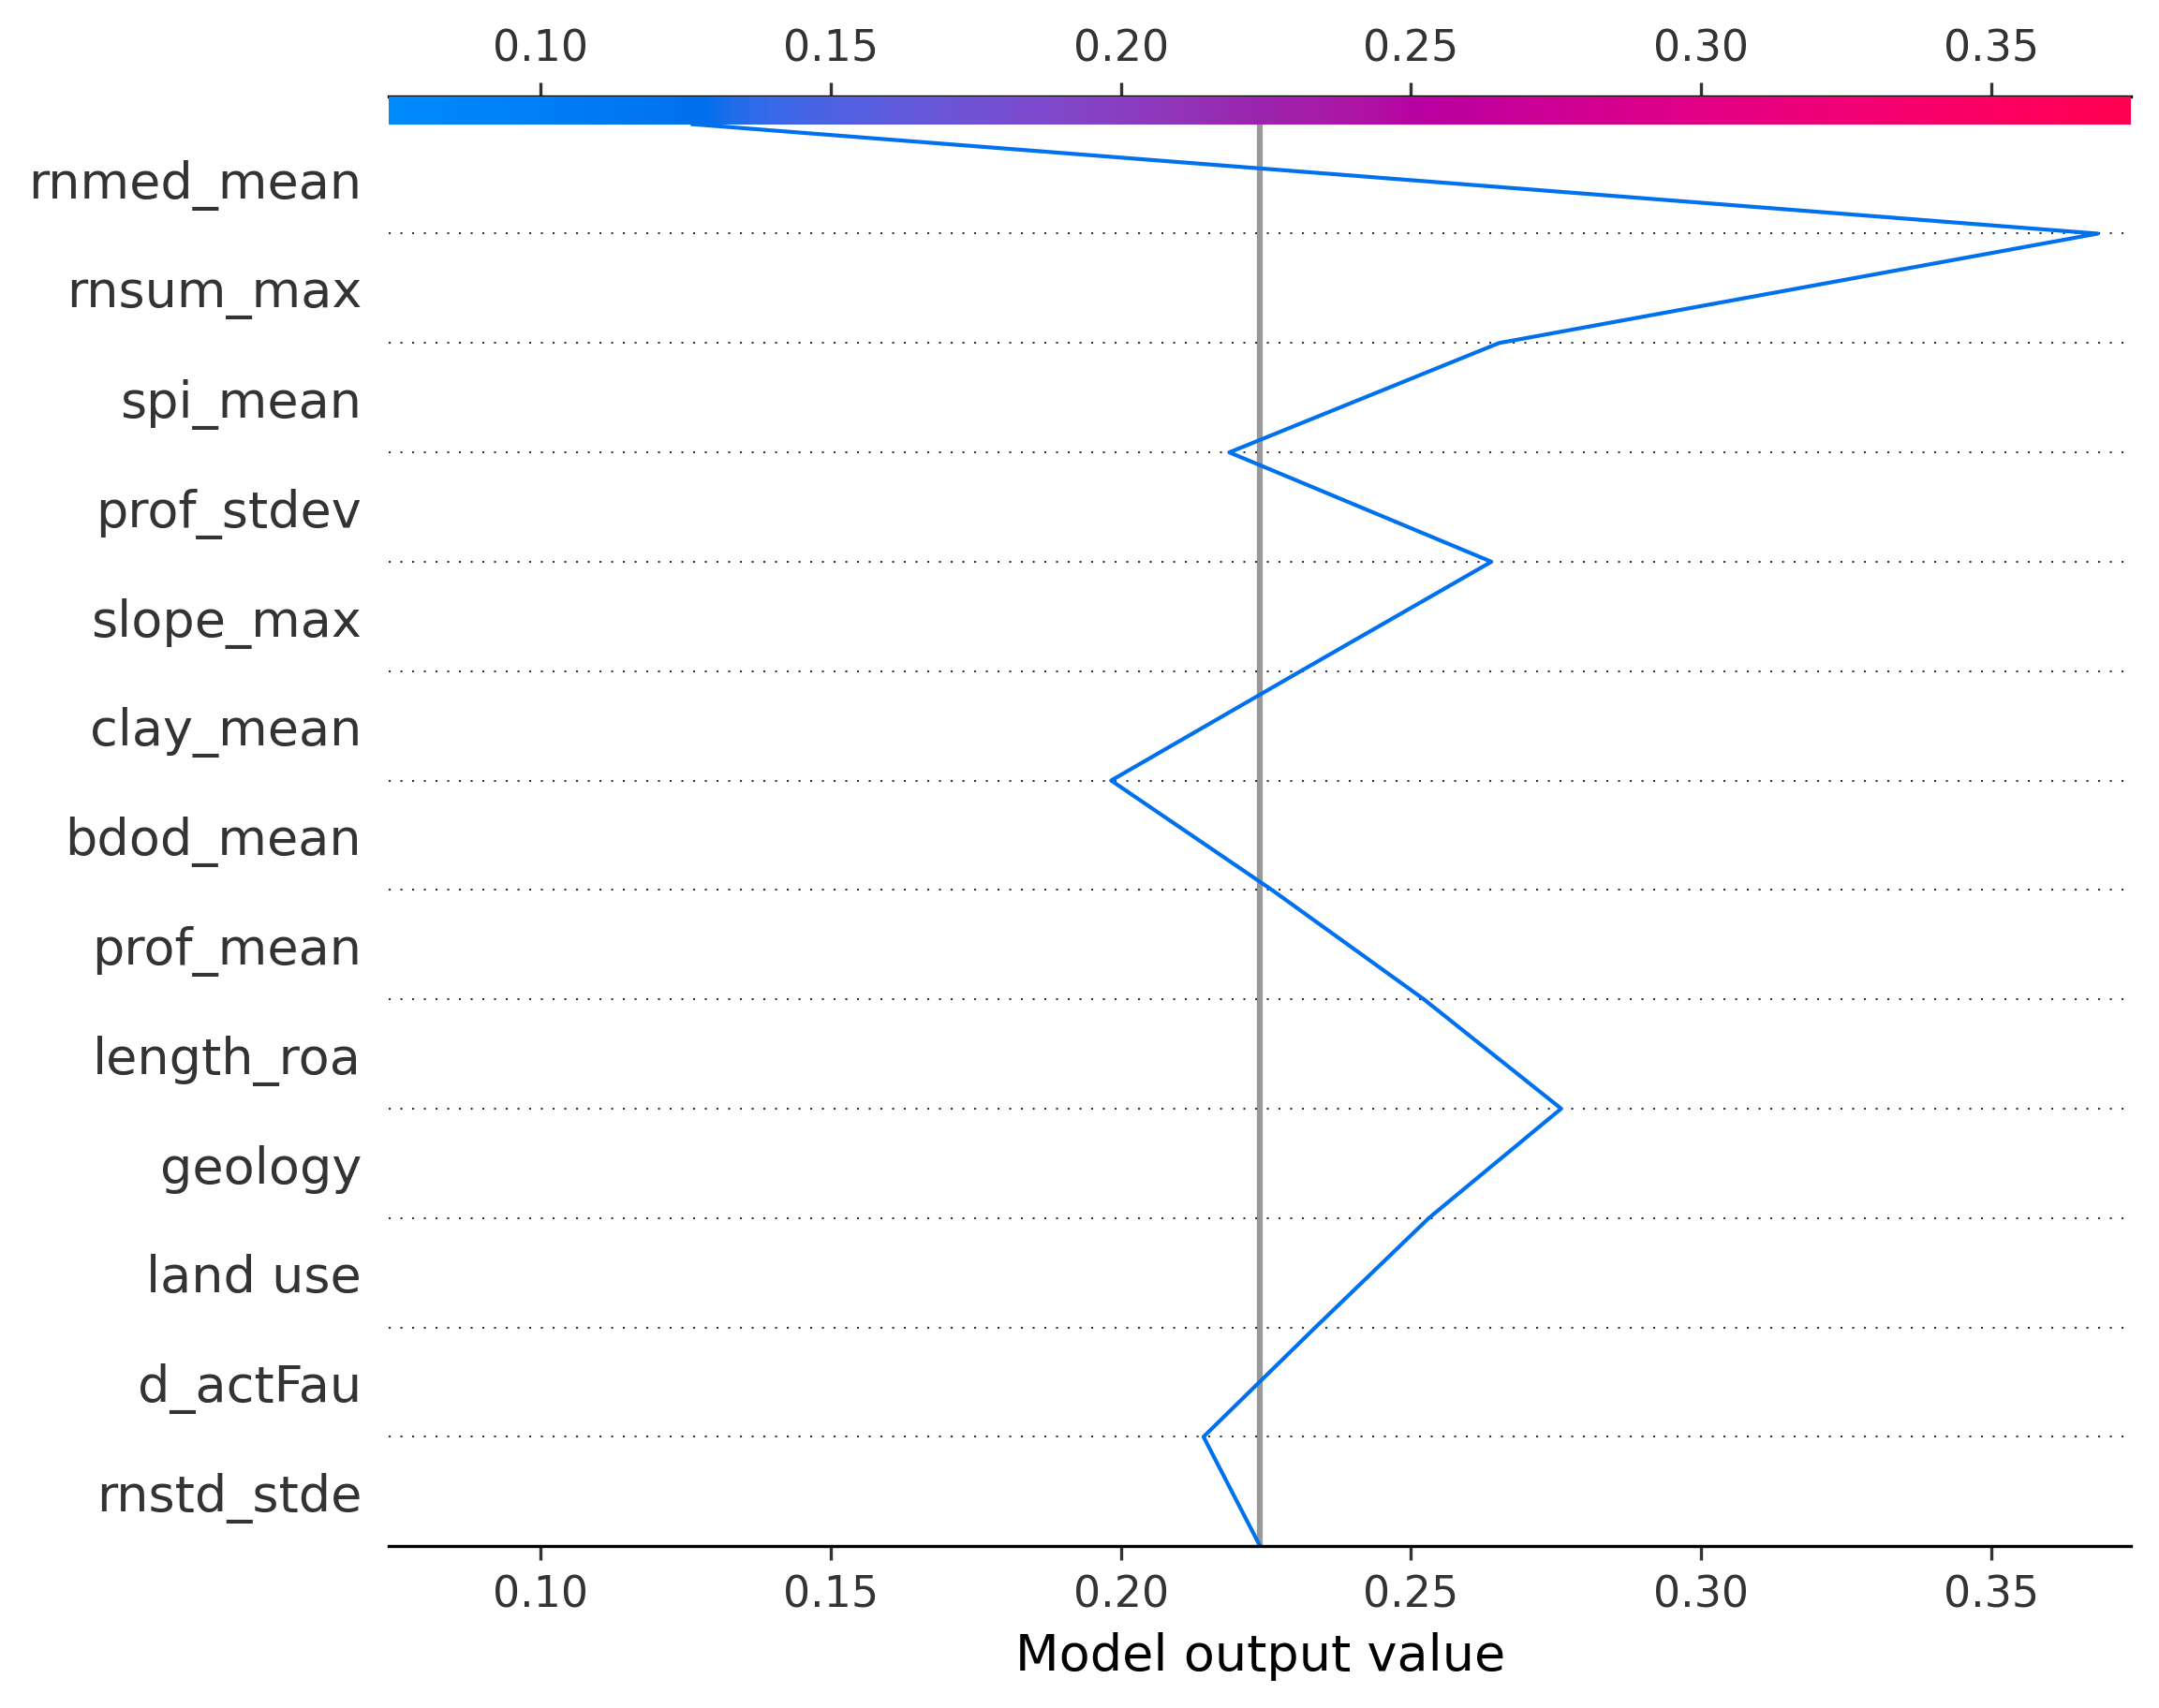 0.10 0.15 0.20 0.25 0.30 0.35
rnmed_mean
rnsum_max
spi_mean
prof_stdev
slope_max
clay_mean
bdod_mean
prof_mean
length_roa
geology
land use
d_actFau
rnstd_stde
0.10 0.15 0.20 0.25 0.30 0.35
Model output value